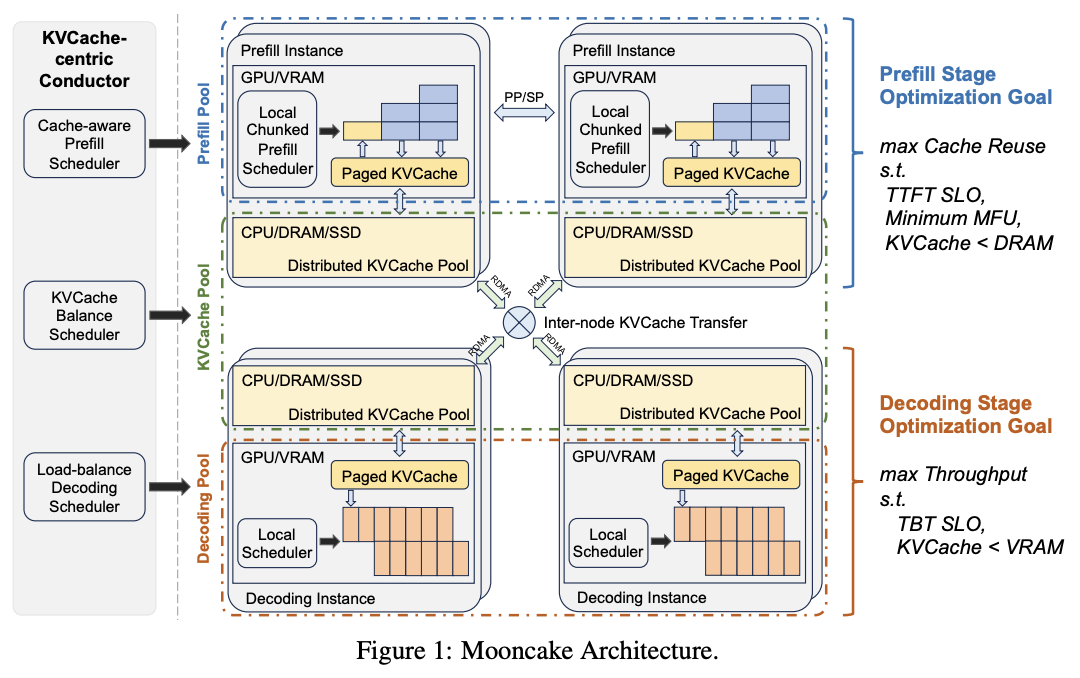 KVCache-
centric
Conductor
Cache-aware
Prefill
Scheduler
KVCache
Balance
Scheduler
Load-balance
Decoding
Scheduler
Prefill Pool
KVCache Pool
Decoding Pool
Prefill Instance
GPU/VRAM
Local
Chunked
Prefill
Scheduler
Paged KVCache
CPU/DRAM/SSD
Distributed KVCache Pool
PP/SP
Prefill Instance
GPU/VRAM
Local
Chunked
Prefill
Scheduler
Paged KVCache
CPU/DRAM/SSD
Distributed KVCache Pool
RDMA
RDMA
Inter-node KVCache Transfer
RDMA
RDMA
CPU/DRAM/SSD
Distributed KVCache Pool
GPU/VRAM
Paged KVCache
Local
Scheduler
Decoding Instance
CPU/DRAM/SSD
Distributed KVCache Pool
GPU/VRAM
Paged KVCache
Local
Scheduler
Decoding Instance
Prefill Stage
Optimization Goal
max Cache Reuse
s.t.
TTFT SLO,
Minimum MFU,
KVCache < DRAM
Decoding Stage
Optimization Goal
max Throughput
s.t.
TBT SLO,
KVCache < VRAM
Figure 1: Mooncake Architecture.